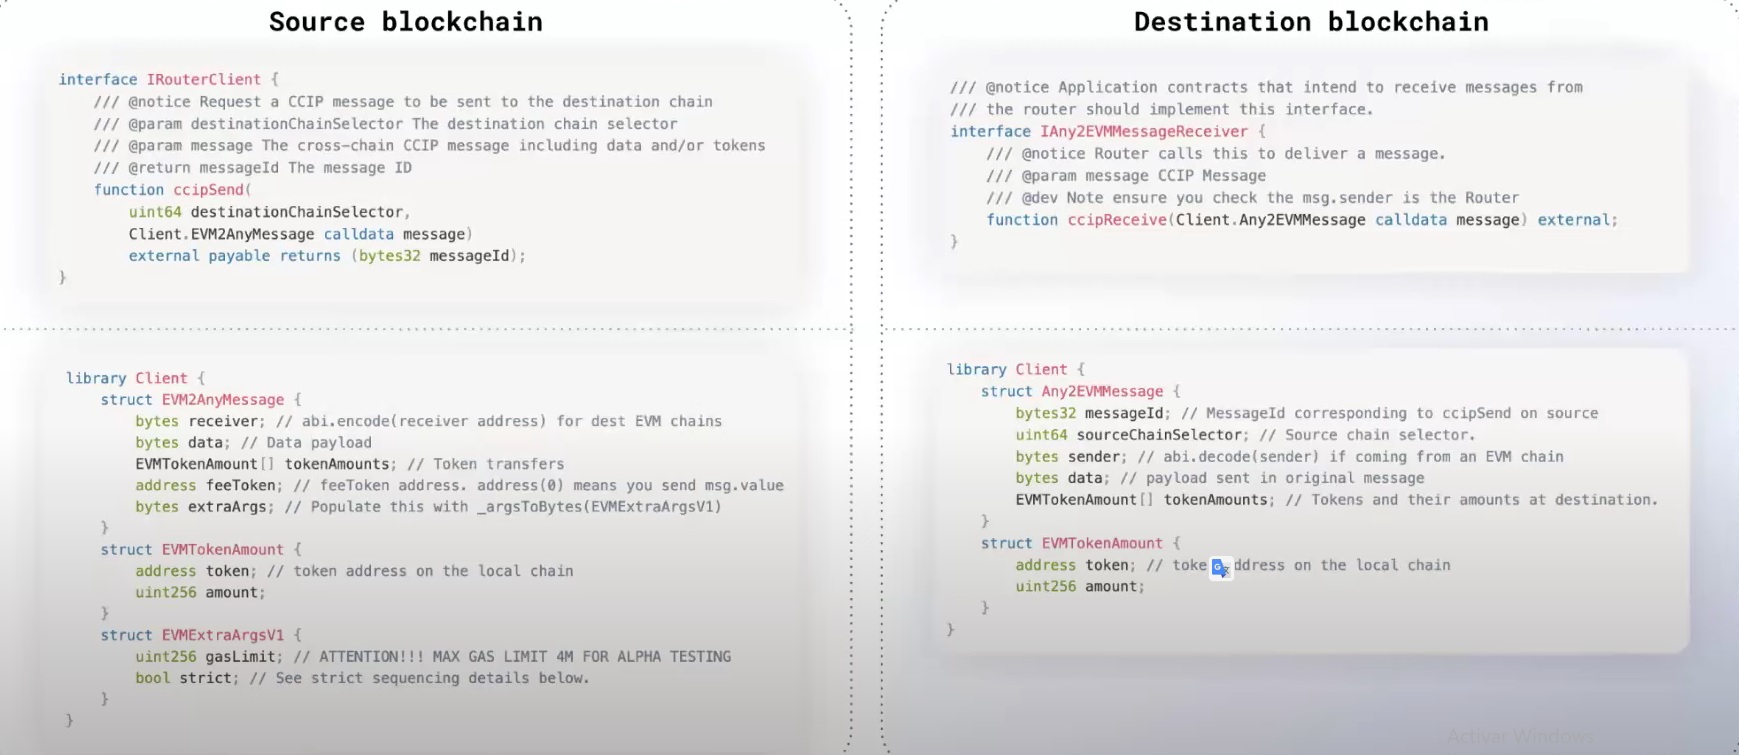 Source blockchain
interface IRouterClient {
/// @notice Request a CCIP message to be sent to the destination chain
/// @param destinationChainSelector The destination chain selector
/// @param message The cross-chain CCIP message including data and/or tokens
/// @return messageId The message ID
function ccipSend(
uint64 destinationChainSelector,
Client.EVM2AnyMessage calldata message)
external payable returns (bytes32 messageId);
}
library Client {
struct EVM2AnyMessage {
bytes receiver; // abi.encode(receiver address) for dest EVM chains
bytes data; // Data payload
EVMTokenAmount[] tokenAmounts; // Token transfers
address feeToken; // feeToken address. address(0) means you send msg.value
bytes extraArgs; // Populate this with _argsToBytes(EVMExtraArgsV1)
}
struct EVMTokenAmount {
address token; // token address on the local chain
uint256 amount;
}
struct EVMExtraArgsV1 {
uint256 gasLimit; // ATTENTION!!! MAX GAS LIMIT 4M FOR ALPHA TESTING
bool strict; // See strict sequencing details below.
}
}
Destination blockchain
/// @notice Application contracts that intend to receive messages from
/// the router should implement this interface.
interface IAny2EVMMessageReceiver {
/// @notice Router calls this to deliver a message.
/// @param message CCIP Message
/// @dev Note ensure you check the msg.sender is the Router
function ccipReceive(Client.Any2EVMMessage calldata message) external;
}
library Client {
struct Any2EVMMessage {
bytes32 messageId; // MessageId corresponding to ccipSend on source
uint64 sourceChainSelector; // Source chain selector.
bytes sender; // abi.decode(sender) if coming from an EVM chain
bytes data; // payload sent in original message
EVMTokenAmount[] tokenAmounts; // Tokens and their amounts at destination.
}
struct EVMTokenAmount {
address token; // toke ddress on the local chain
uint256 amount;
}
}
Activar Windows